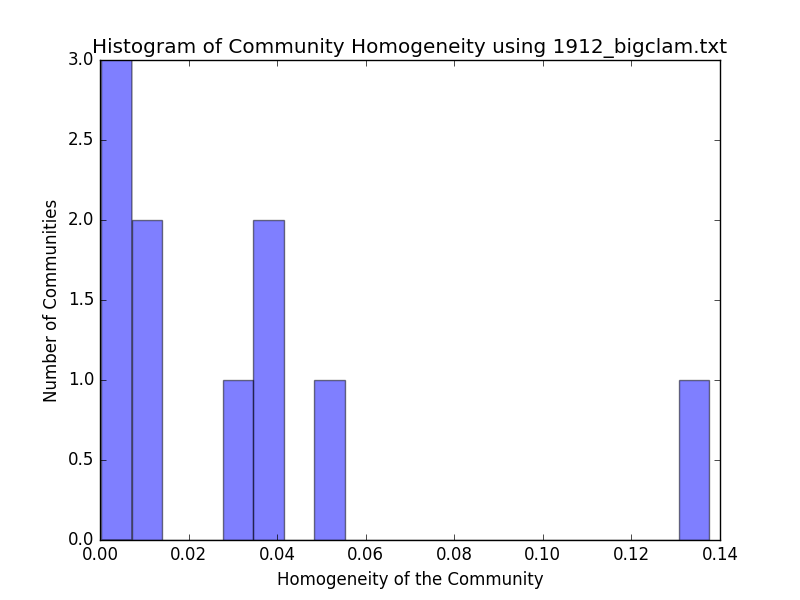 Histogram of Community Homogeneity using 1912_bigclam.txt
3.0
2.5
2.0
1.5
1.0
0.5
0.0
Number of Communities
0.00 0.02 0.04 0.06 0.08 0.10 0.12 0.14
Homogeneity of the Community